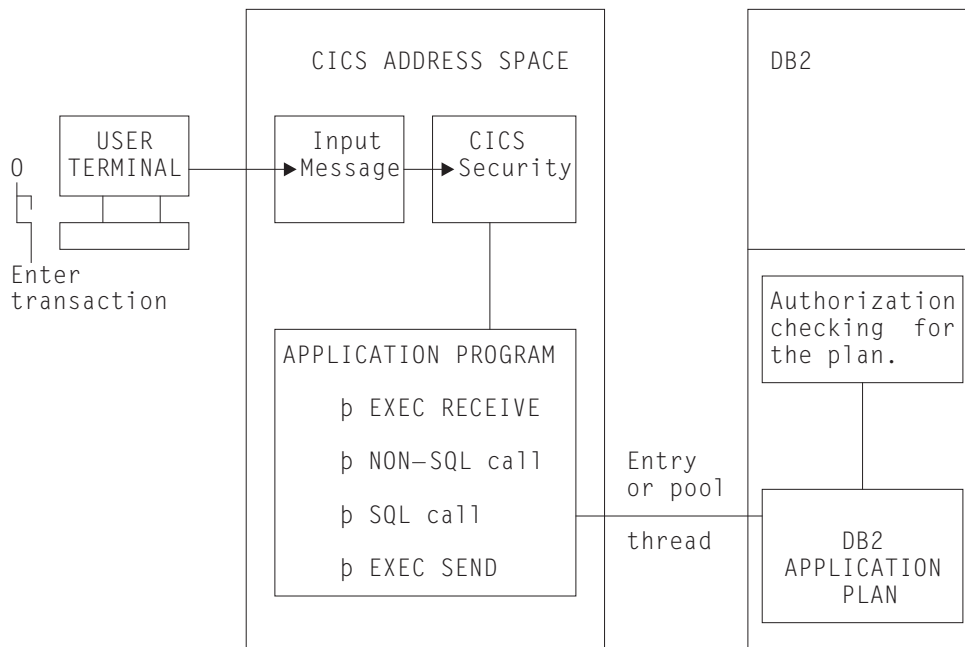 CICS ADDRESS SPACE
DB2
USER
TERMINAL
Input
Message
CICS
Security
O
Enter
transaction
Authorization
checking for
the plan.
APPLICATION PROGRAM
þ EXEC RECEIVE
þ NON—SQL call
þ SQL call
þ EXEC SEND
Entry
or pool
thread
DB2
APPLICATION
PLAN